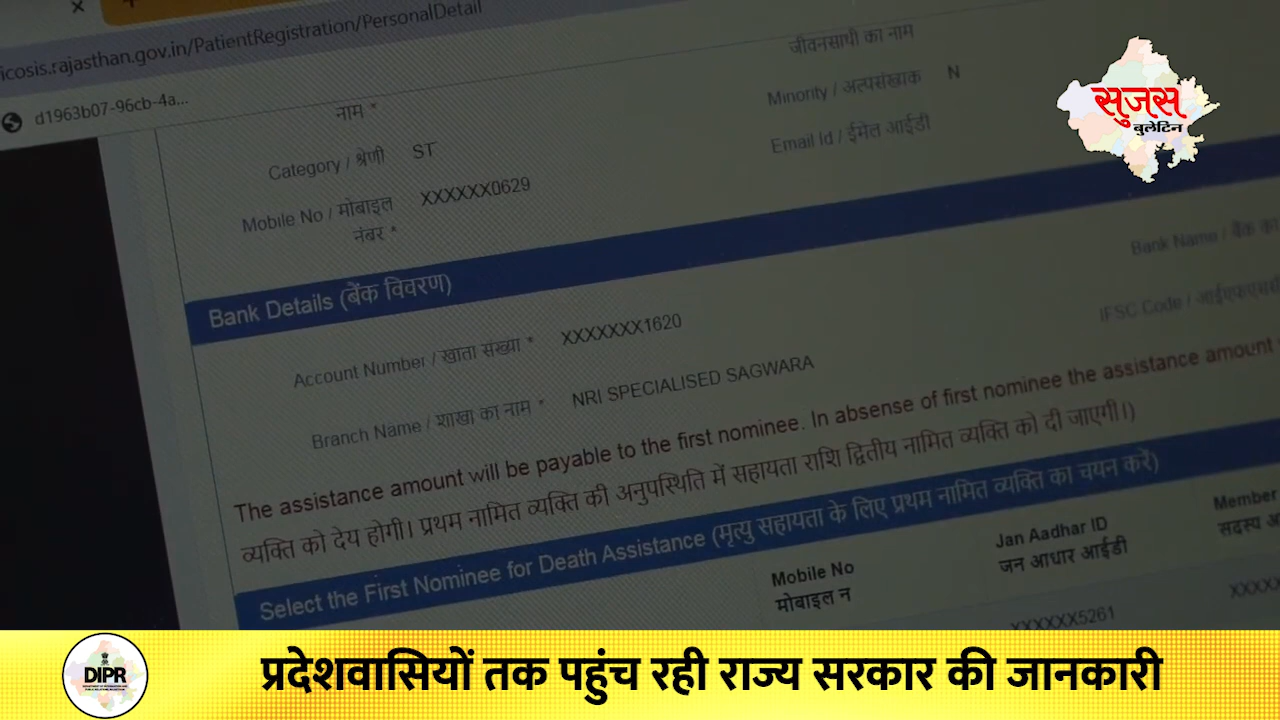 icosis.rajasthan.gov.in/PatientRegistration/PersonalDetail
d1963b07-96cb-4a...
नाम *
जीवनसाथी का नाम
Minority / अल्पसंख्यक N
Category / श्रेणी ST
Email Id / ईमेल आईडी
Mobile No / मोबाइल नंबर * XXXXXX0629
Bank Details (बैंक विवरण)
Bank Name / बैंक का
Account Number / खाता संख्या * XXXXXXX1620
IFSC Code / आईएफएससी
Branch Name / शाखा का नाम * NRI SPECIALISED SAGWARA
The assistance amount will be payable to the first nominee. In absense of first nominee the assistance amount
व्यक्ति को देय होगी। प्रथम नामित व्यक्ति की अनुपस्थिति में सहायता राशि द्वितीय नामित व्यक्ति को दी जाएगी।)
Select the First Nominee for Death Assistance (मृत्यु सहायता के लिए प्रथम नामित व्यक्ति का चयन करें)
Mobile No
मोबाइल न
Jan Aadhar ID
जन आधार आईडी
Member
सदस्य
XXXXXX5261
XXXX
सुजस
बुलेटिन
DIPR
प्रदेशवासियों तक पहुंच रही राज्य सरकार की जानकारी